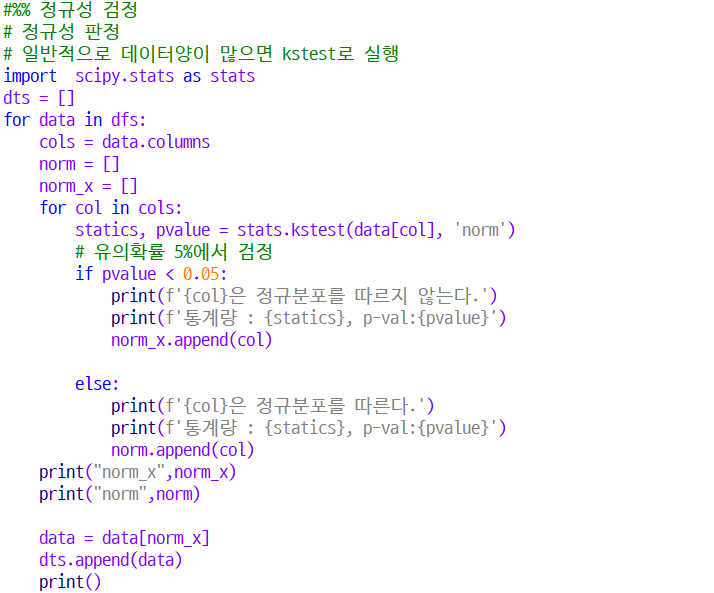 #%% 정규성 검정
# 정규성 판정
# 일반적으로 데이터양이 많으면 kstest로 실행
import  scipy.stats as stats
dts = []
for data in dfs:
    cols = data.columns
    norm = []
    norm_x = []
    for col in cols:
        statics, pvalue = stats.kstest(data[col], 'norm')
        # 유의확률 5%에서 검정
        if pvalue < 0.05:
            print(f'{col}은 정규분포를 따르지 않는다.')
            print(f'통계량 : {statics}, p-val:{pvalue}')
            norm_x.append(col)

        else:
            print(f'{col}은 정규분포를 따른다.')
            print(f'통계량 : {statics}, p-val:{pvalue}')
            norm.append(col)
    print("norm_x",norm_x)
    print("norm",norm)

    data = data[norm_x]
    dts.append(data)
    print()